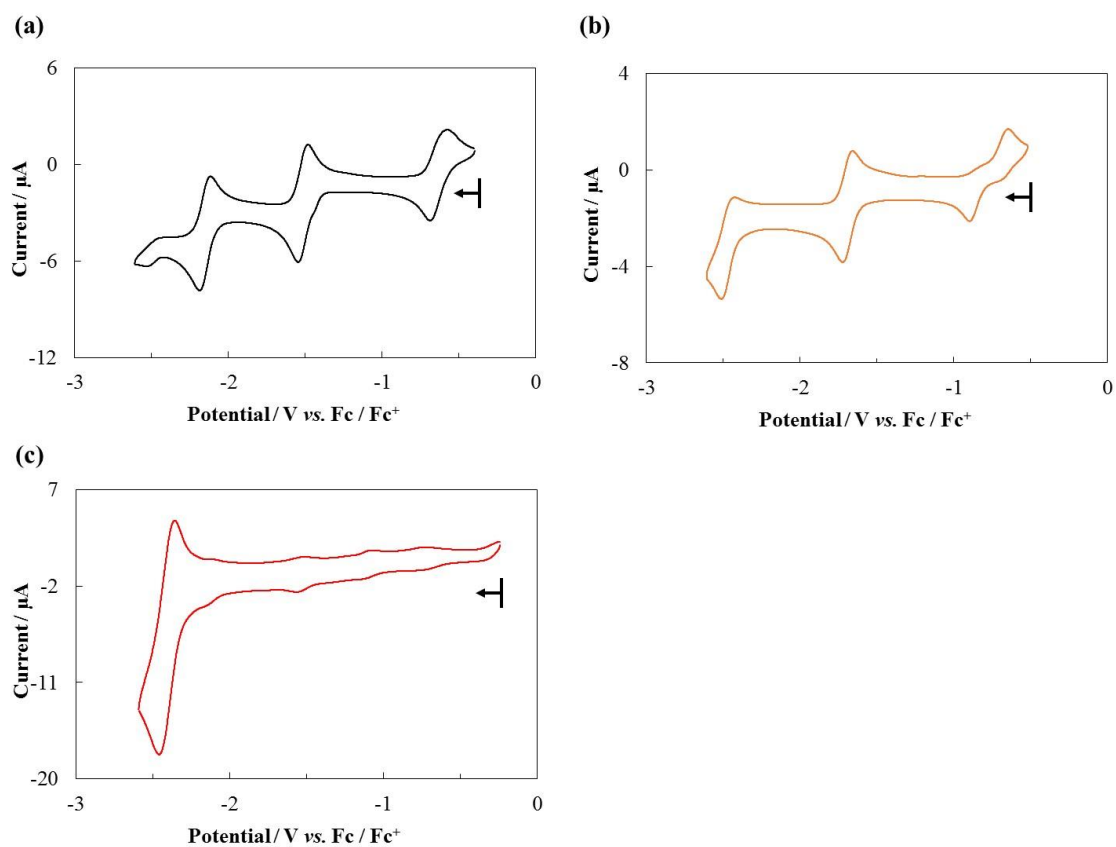 (a)
6
0
-6
-12
Current / µA
-3
-2
-1
0
Potential / V vs. Fc / Fc⁺
(b)
4
0
-4
-8
Current / µA
-3
-2
-1
0
Potential / V vs. Fc / Fc⁺
(c)
7
-2
-11
-20
Current / µA
-3
-2
-1
0
Potential / V vs. Fc / Fc⁺